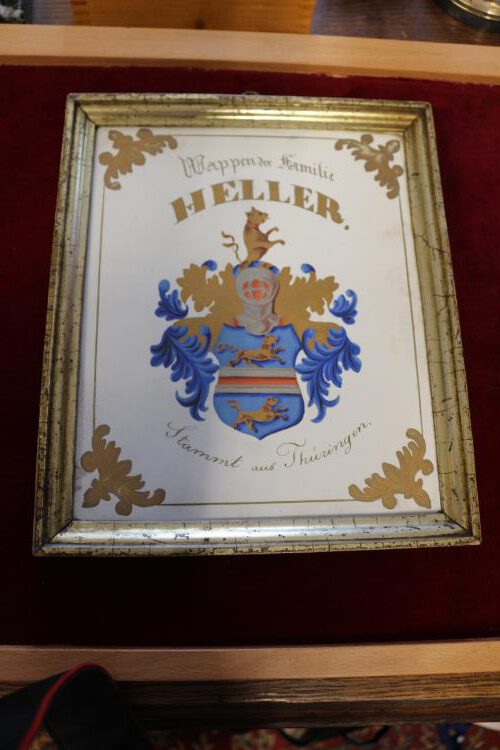 Wappen der Familie
HELLER.
Stammt aus Thüringen.